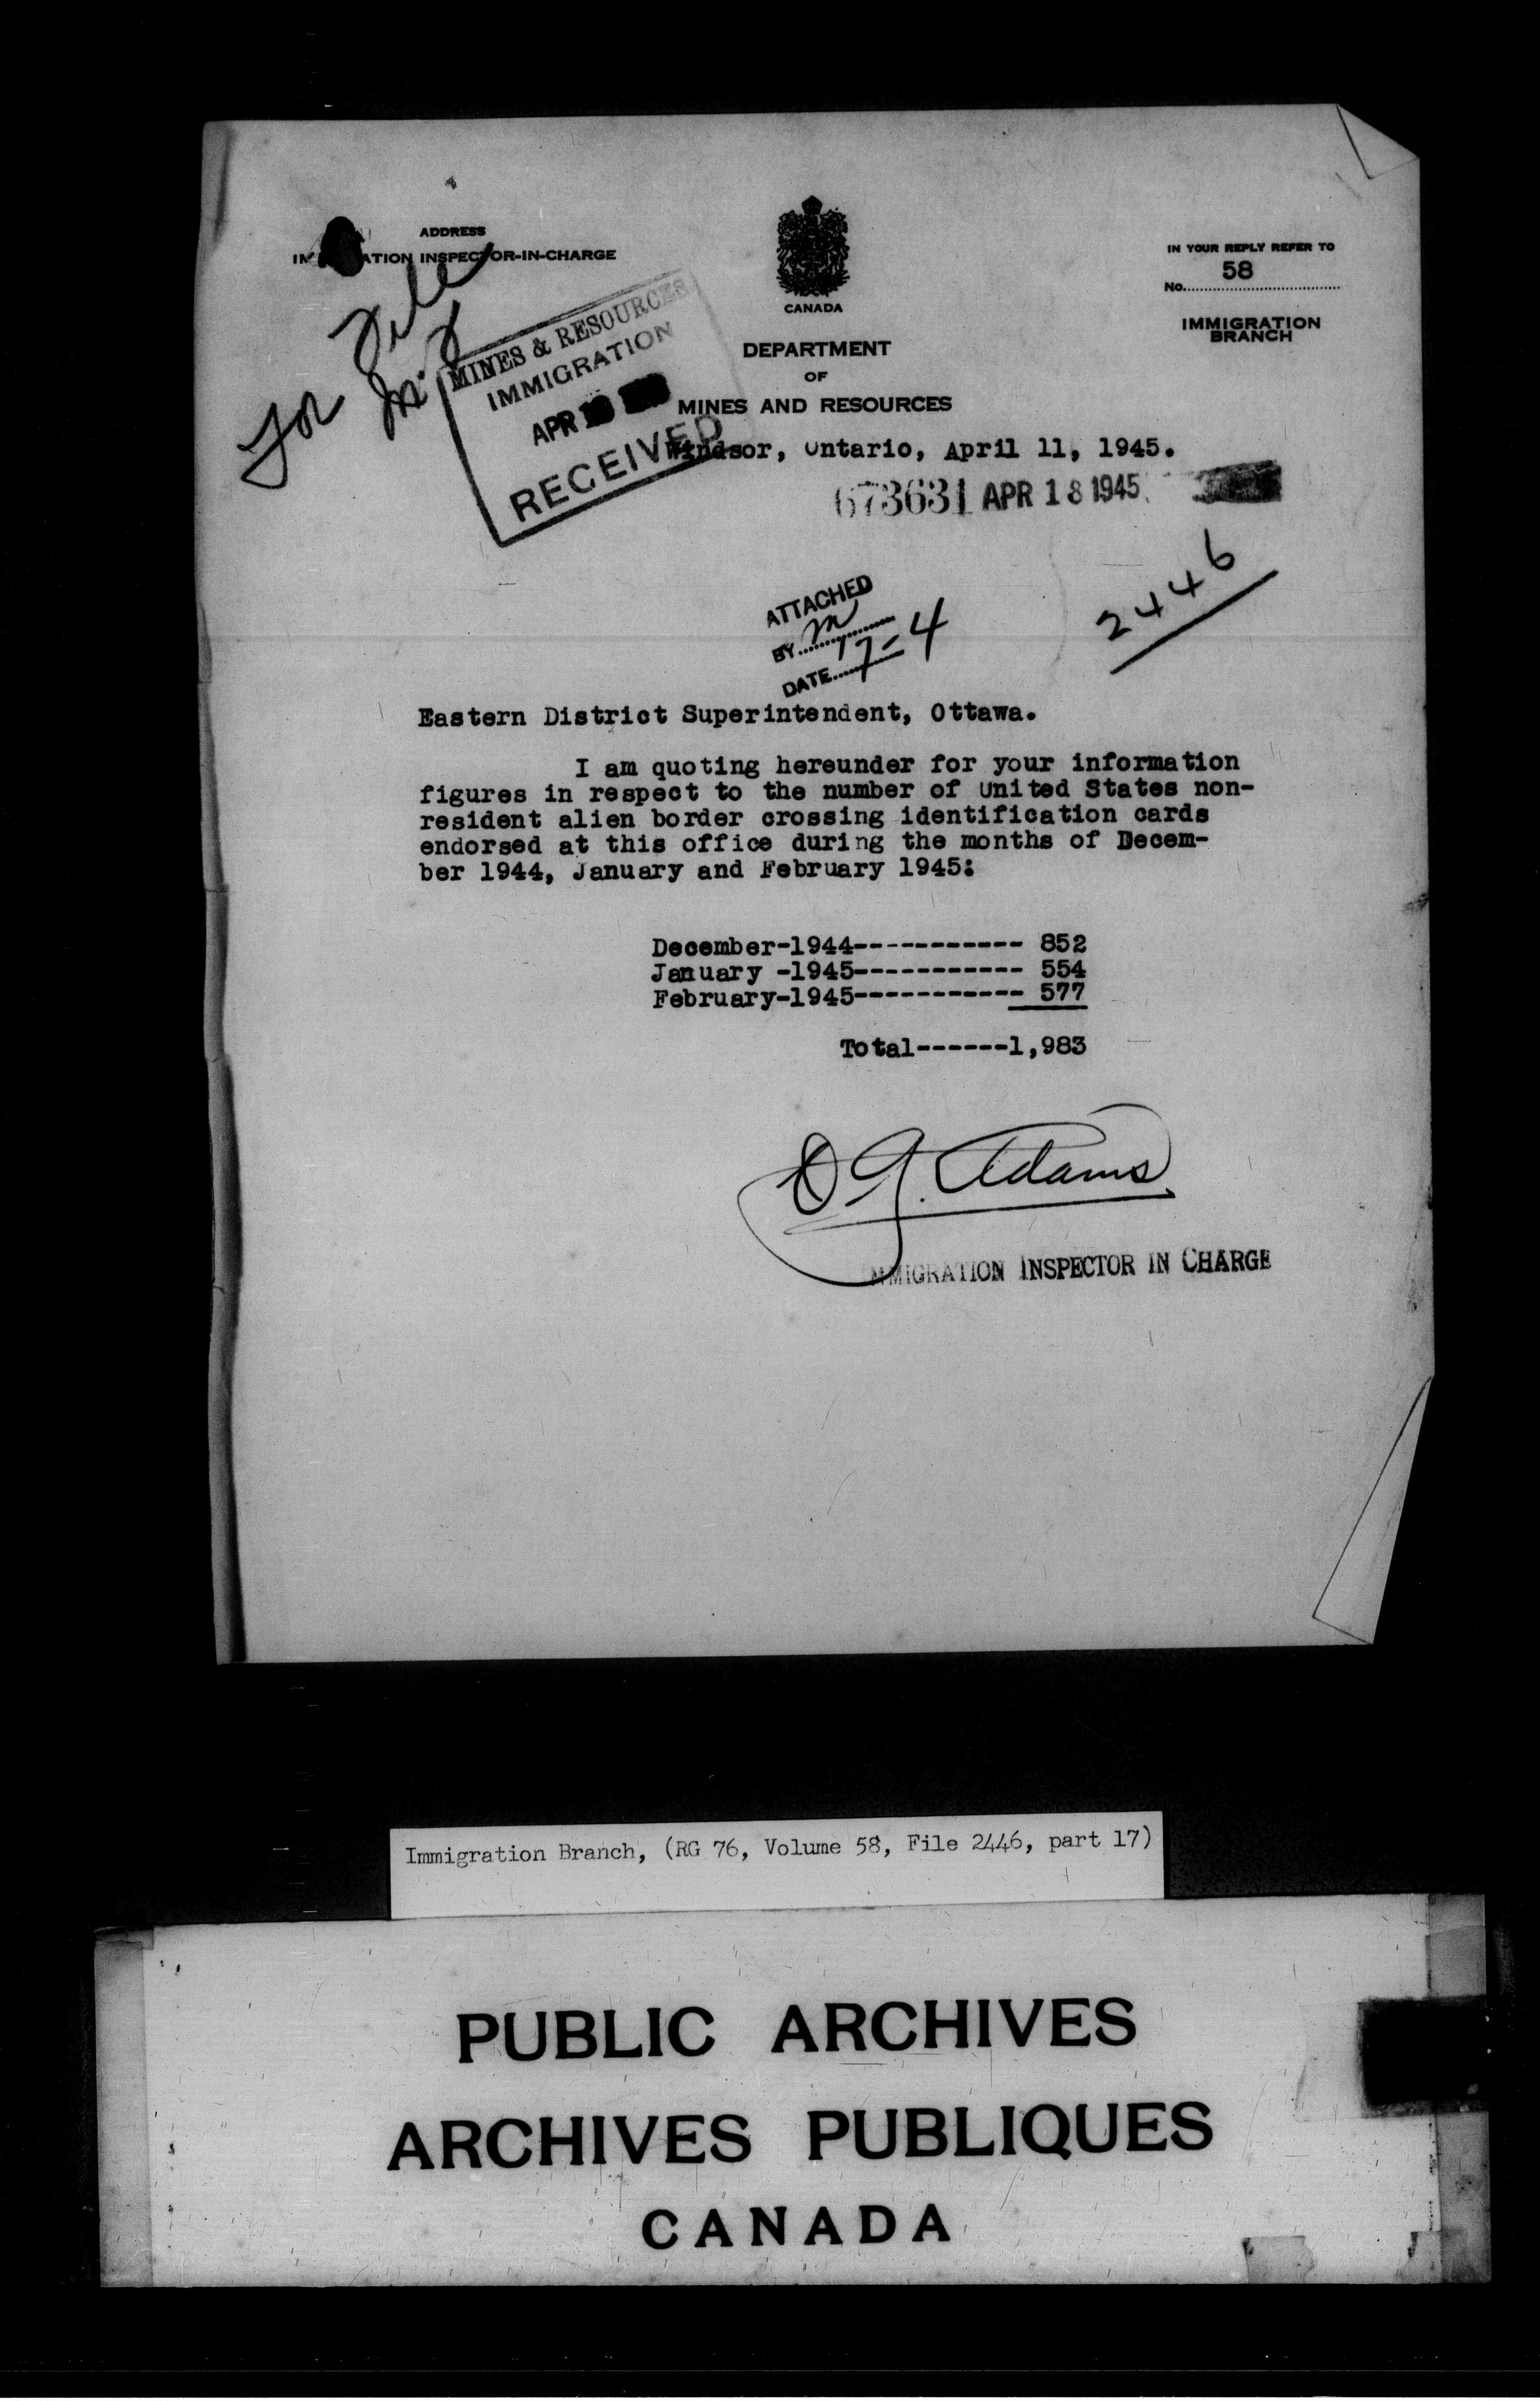 ADDRESS
INSPECTOR-IN-CHARGE
For File
CANADA
DEPARTMENT
OF
MINES AND RESOURCES
IN YOUR REPLY REFER TO
No. 58
IMMIGRATION
BRANCH
MINES & RESOURCES
IMMIGRATION
APR
RECEIVED
Windsor, Ontario, April 11, 1945.
673631 APR 18 1945
2446
ATTACHED
BY m
DATE 17-4
Eastern District Superintendent, Ottawa.
I am quoting hereunder for your information
figures in respect to the number of United States non-
resident alien border crossing identification cards
endorsed at this office during the months of Decem-
ber 1944, January and February 1945:
December-1944----------- 852
January -1945----------- 554
February-1945----------- 577
Total------1,983
D G. Adams
IMMIGRATION INSPECTOR IN CHARGE
Immigration Branch, (RG 76, Volume 58, File 2446, part 17)
PUBLIC ARCHIVES
ARCHIVES PUBLIQUES
CANADA